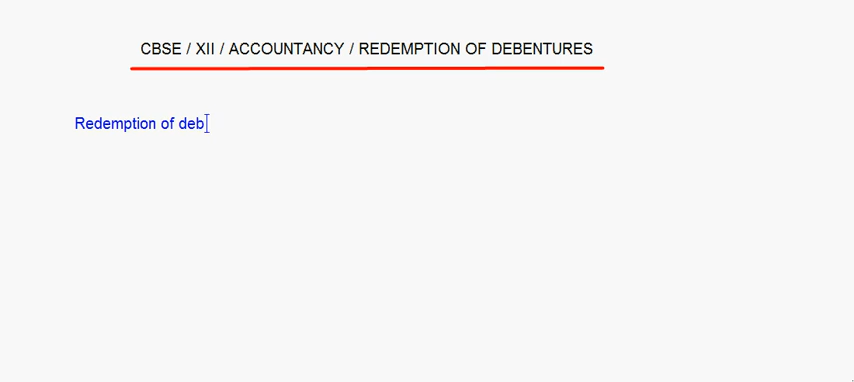 CBSE / XII / ACCOUNTANCY / REDEMPTION OF DEBENTURES
Redemption of deb